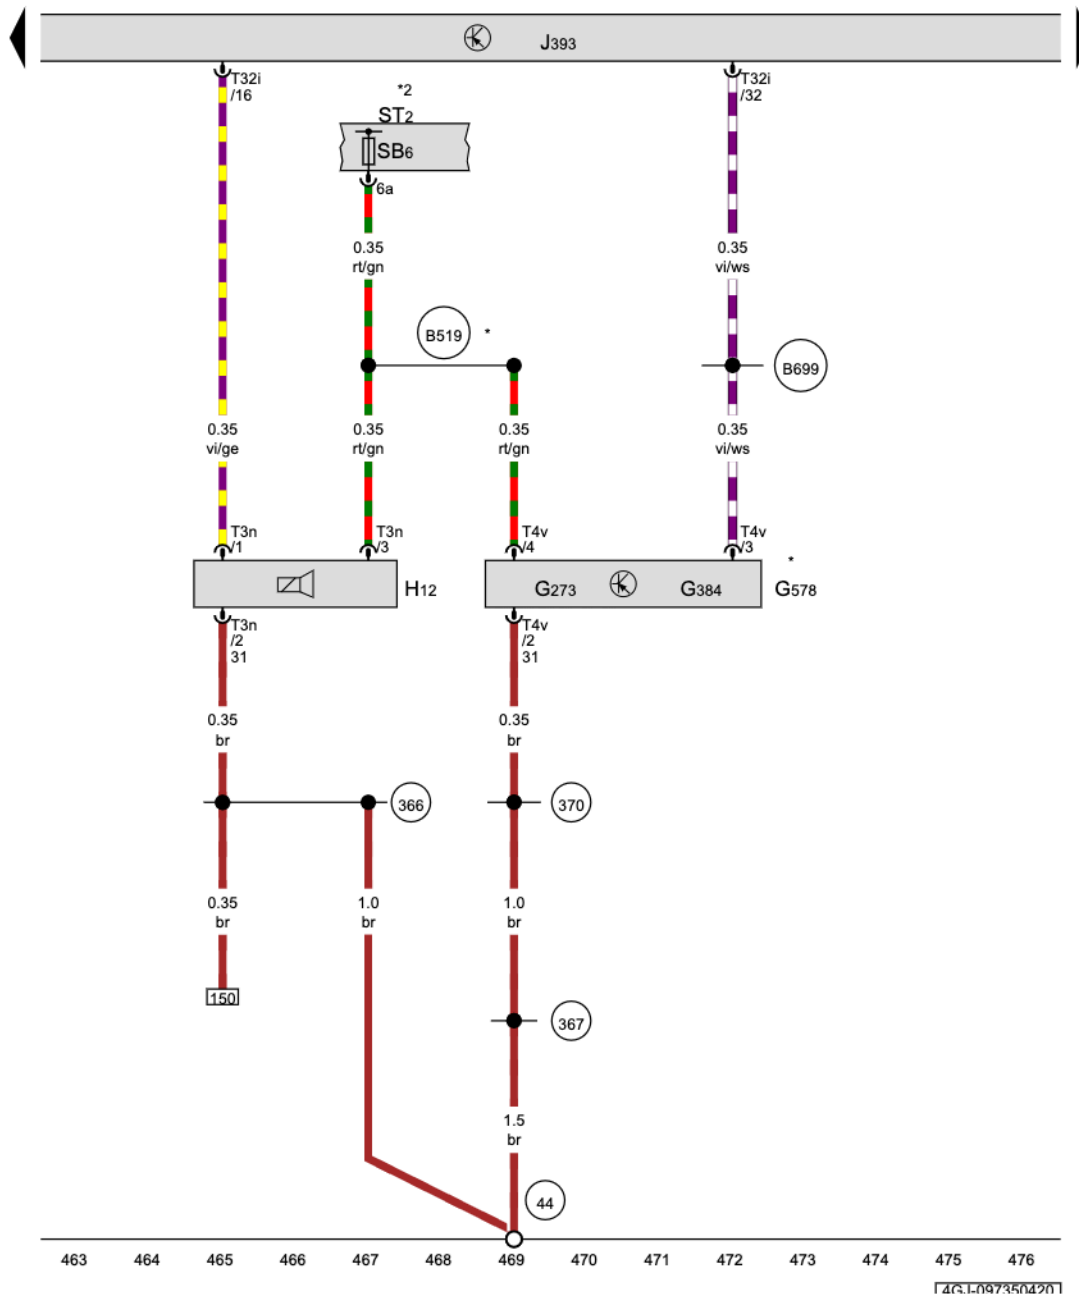 J393
T32i
/16
T32i
/32
*2
ST2
SB6
6a
0.35
rt/gn
0.35
vi/ws
B519
*
B699
0.35
vi/ge
0.35
rt/gn
0.35
rt/gn
0.35
vi/ws
T3n
/1
T3n
/3
T4v
/4
T4v
/3
H12
G273
G384
*
G578
T3n
/2
31
T4v
/2
31
0.35
br
0.35
br
366
370
0.35
br
1.0
br
1.0
br
150
367
1.5
br
44
463 464 465 466 467 468 469 470 471 472 473 474 475 476
4GJ-097350420